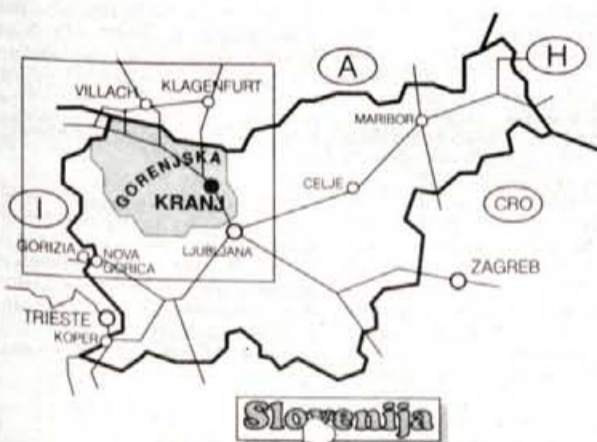 A
H
VILLACH
KLAGENFURT
MARIBOR
GORENJSKA
CELJE
KRANJ
I
CRO
LJUBLJANA
GORIZIA
NOVA
GORICA
ZAGREB
TRIESTE
KOPER
Slovenija